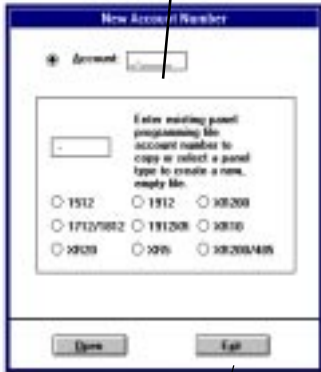 New Account Number
Account:
Enter existing panel
programming file
account number to
copy or select a panel
type to create a new,
empty file.
1512 1912 XR200
1712/1812 1912XR XR10
XR20 XR5 XR200/485
Open Exit